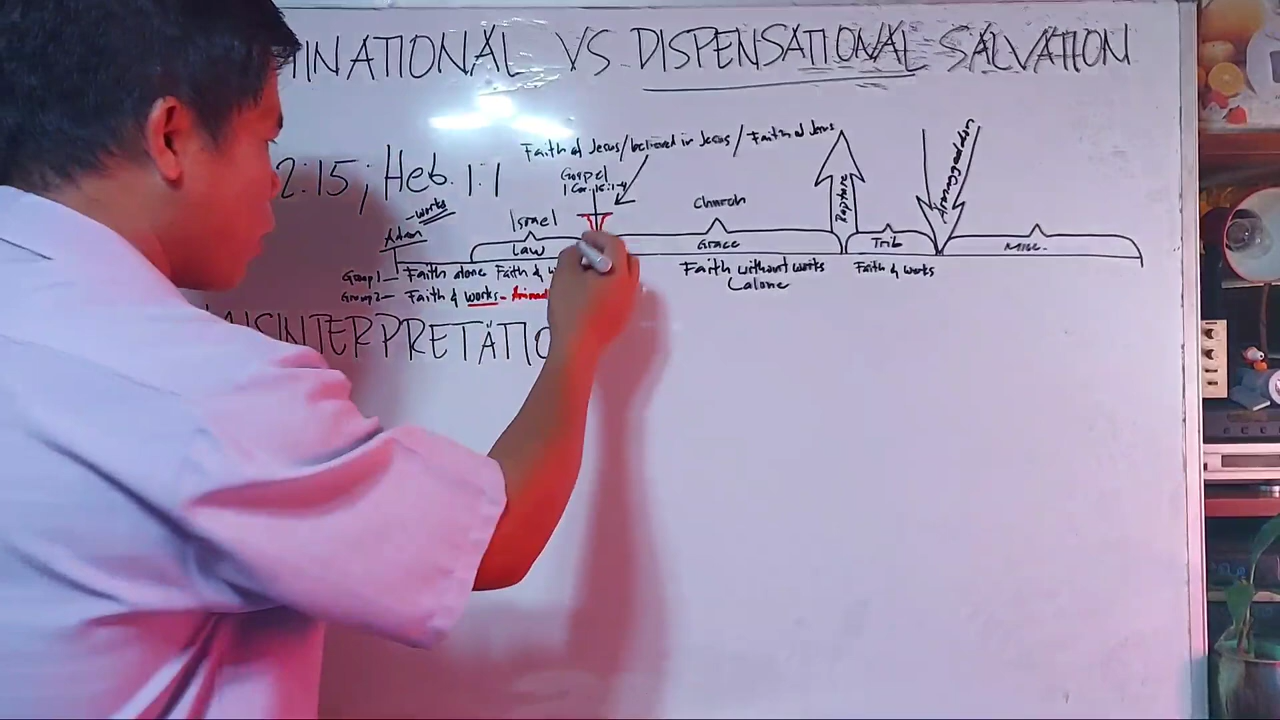 INATIONAL VS DISPENSATIONAL SALVATION
2:15; Heb. 1:1
Faith of Jesus/believed in Jesus/Faith of Jesus
Gospel
1 Cor. 15:1-4
-works
Adam
Israel
Church
Rapture
Armageddon
Law
Grace
Trib
Group 1- Faith alone Faith & w
Faith without works
alone
Faith & works
Group 2- Faith & works-
ISINTERPRETATIO